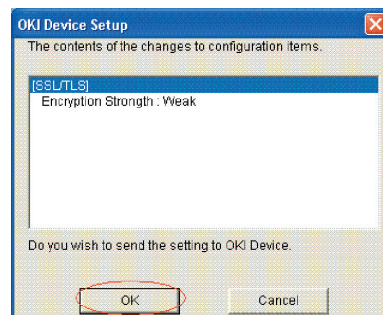 OKI Device Setup
The contents of the changes to configuration items.
[SSL/TLS]
Encryption Strength : Weak
Do you wish to send the setting to OKI Device.
OK
Cancel